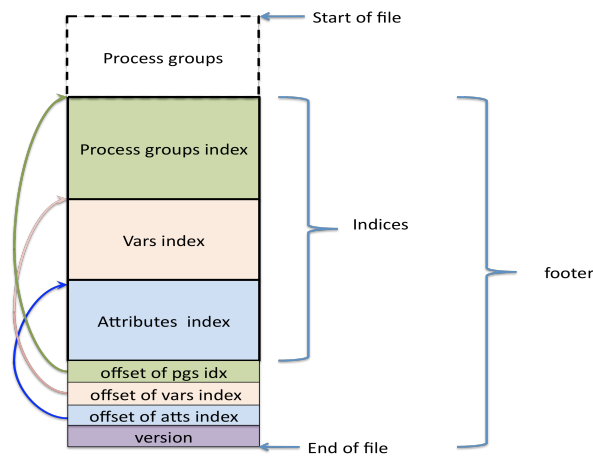 Start of file
Process groups
Process groups index
Vars index
Indices
Attributes index
footer
offset of pgs idx
offset of vars index
offset of atts index
version
End of file